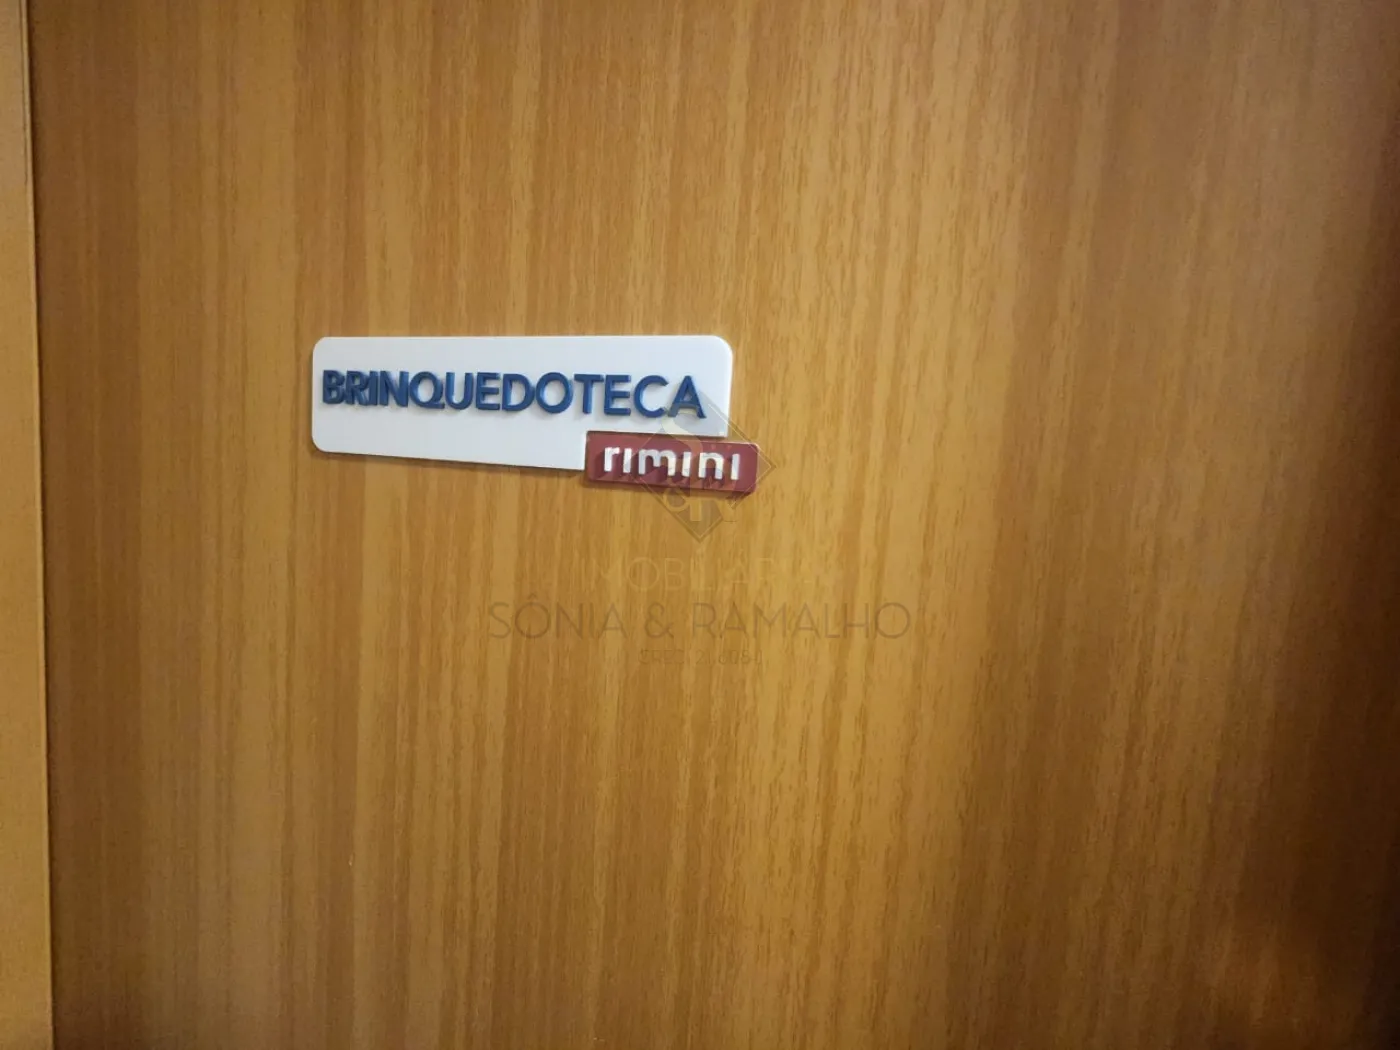 BRINQUEDOTECA
rimini
IMOBILIÁRIA
SÔNIA & RAMALHO